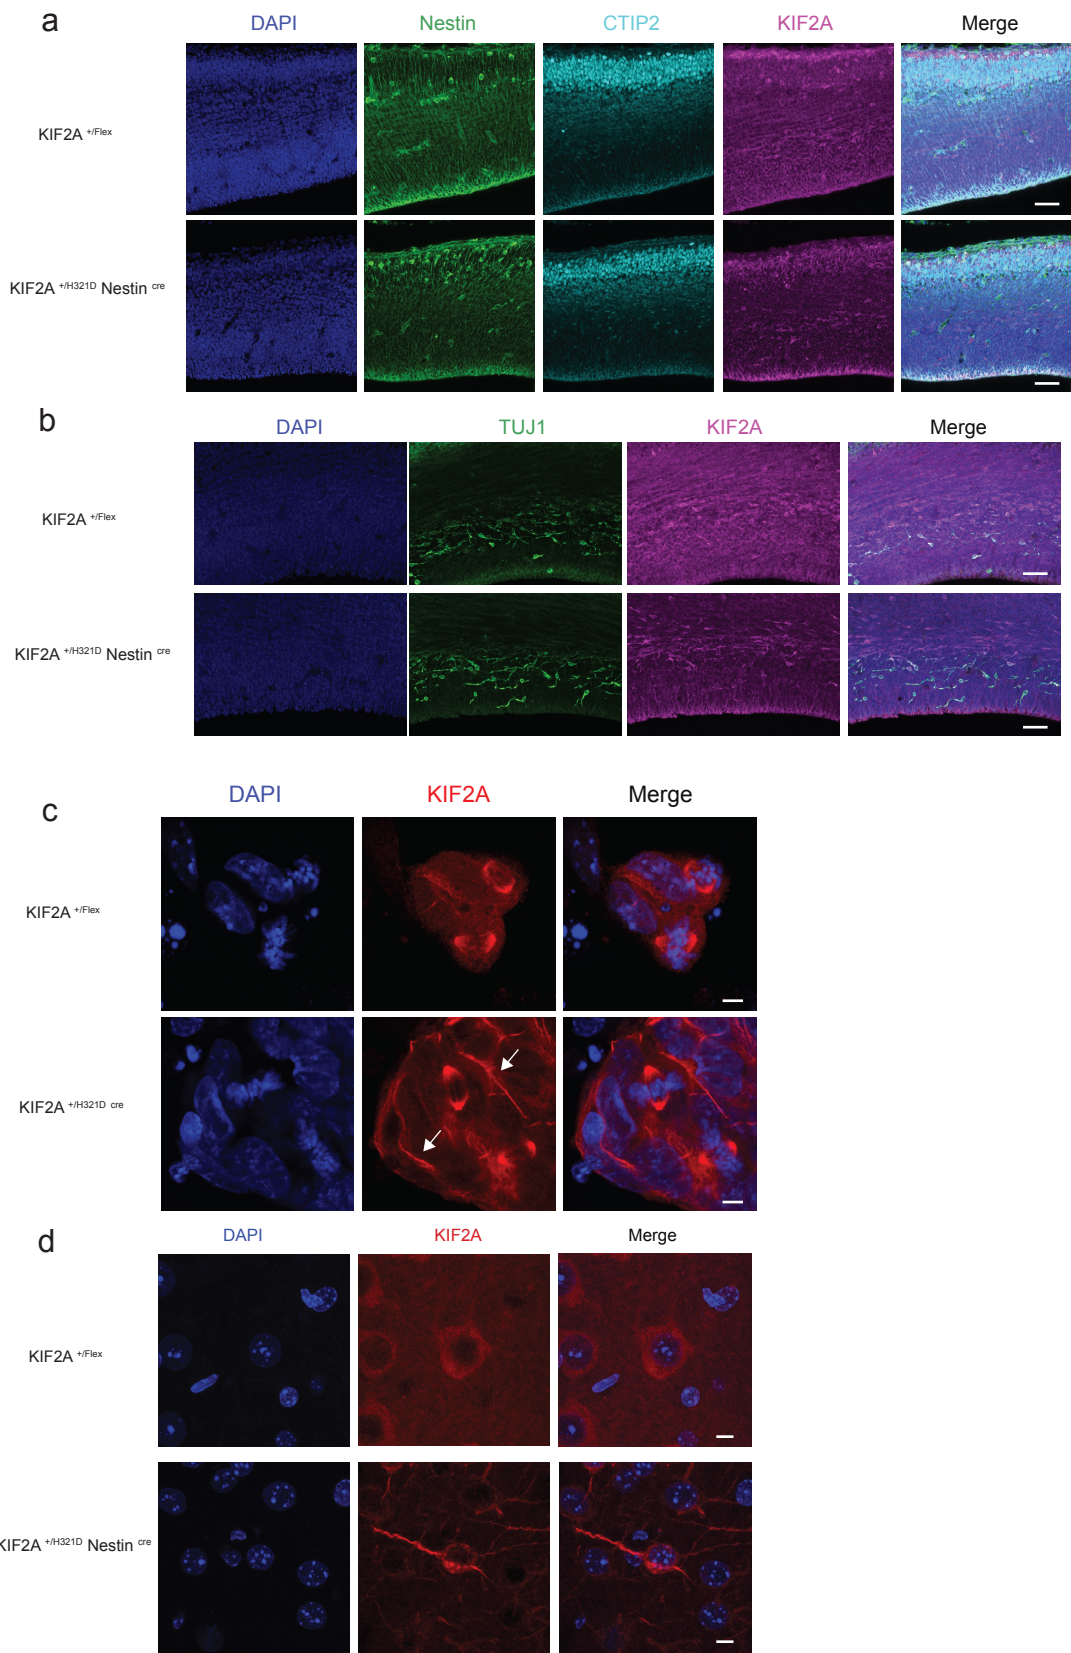 a
DAPI Nestin CTIP2 KIF2A Merge
KIF2A +/Flex
KIF2A +/H321D Nestin cre
b
DAPI TUJ1 KIF2A Merge
KIF2A +/Flex
KIF2A +/H321D Nestin cre
c
DAPI KIF2A Merge
KIF2A +/Flex
KIF2A +/H321D cre
d
DAPI KIF2A Merge
KIF2A +/Flex
KIF2A +/H321D Nestin cre